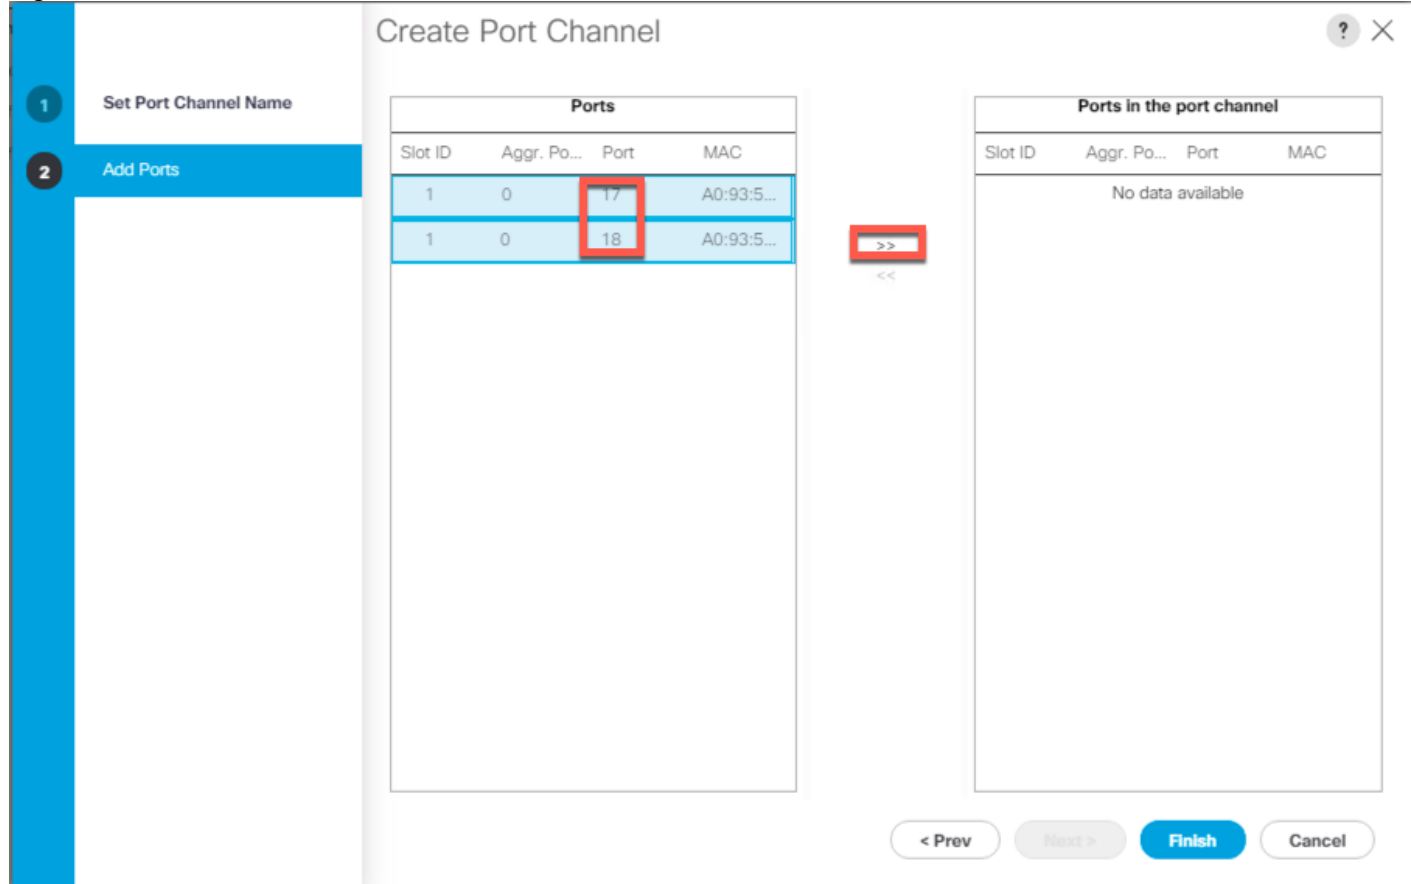 Create Port Channel
?
1 Set Port Channel Name
2 Add Ports
Ports
Slot ID Aggr. Po... Port MAC
1 0 17 A0:93:5...
1 0 18 A0:93:5...
>>
<<
Ports in the port channel
Slot ID Aggr. Po... Port MAC
No data available
< Prev Next > Finish Cancel